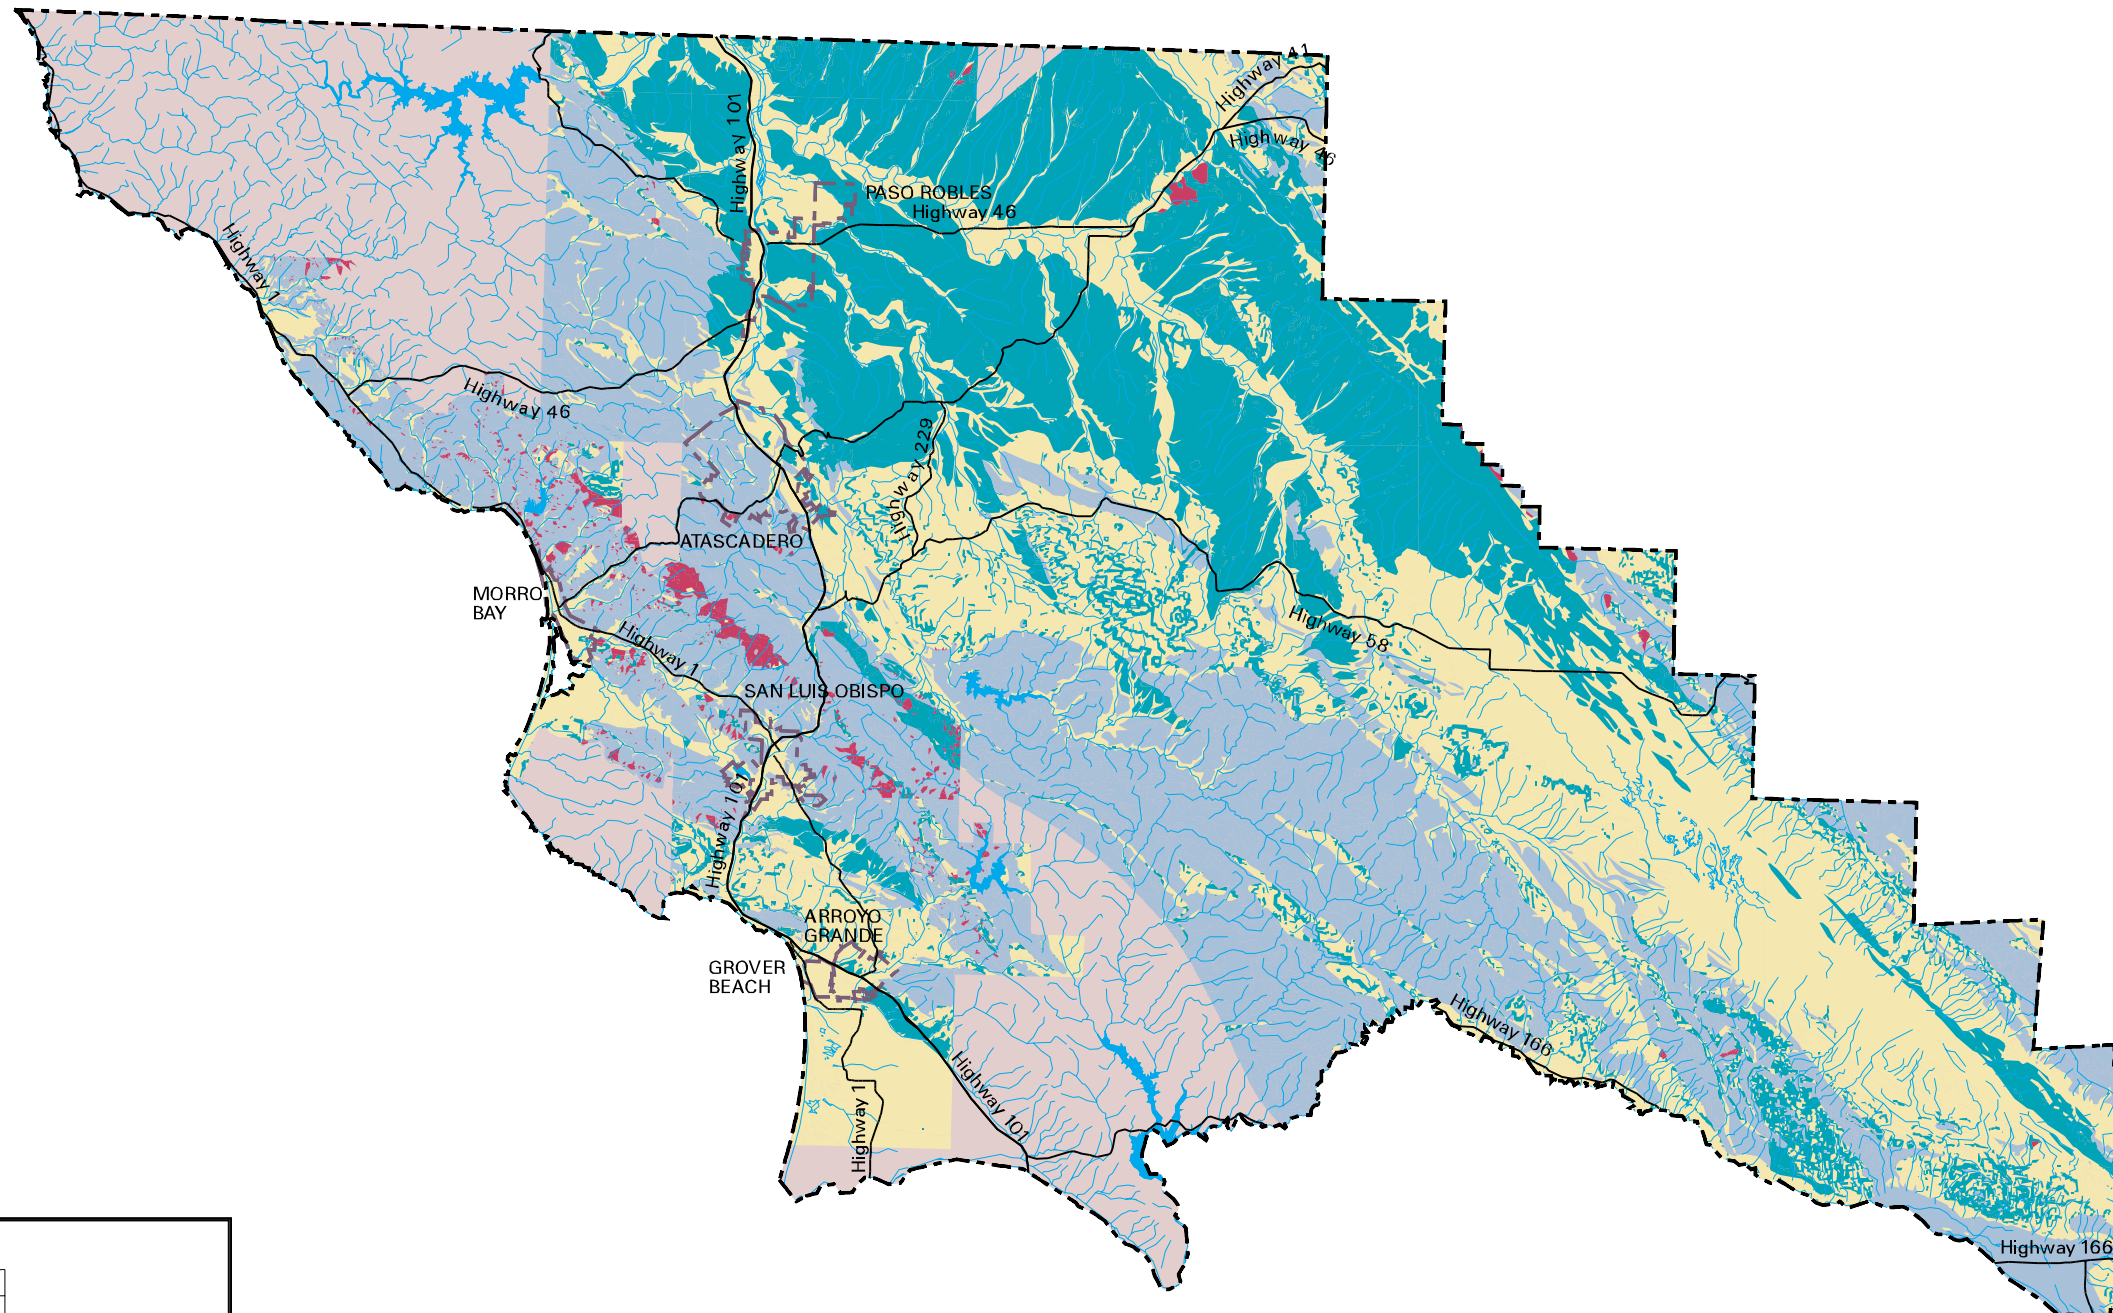 Highway 41
Highway 101
Highway 46
PASO ROBLES
Highway 46
Highway 1
Highway 46
Highway 229
ATASCADERO
MORRO
BAY
Highway 1
Highway 58
SAN LUIS OBISPO
Highway 101
ARROYO
GRANDE
GROVER
BEACH
Highway 166
Highway 101
Highway 1
Highway 166